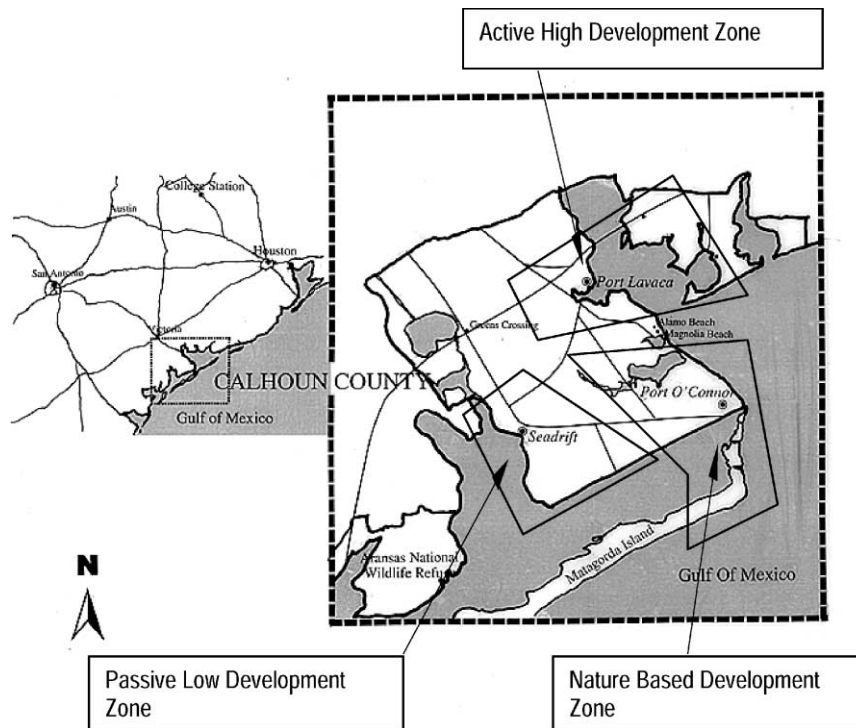 Active High Development Zone
College Station
Austin
Houston
San Antonio
Victoria
Gulf of Mexico
CALHOUN COUNTY
Port Lavaca
Alamo Beach
Magnolia Beach
Greens Crossing
Port O'Connor
Seadrift
Aransas National
Wildlife Refu
Matagorda Island
Gulf Of Mexico
N
Passive Low Development
Zone
Nature Based Development
Zone